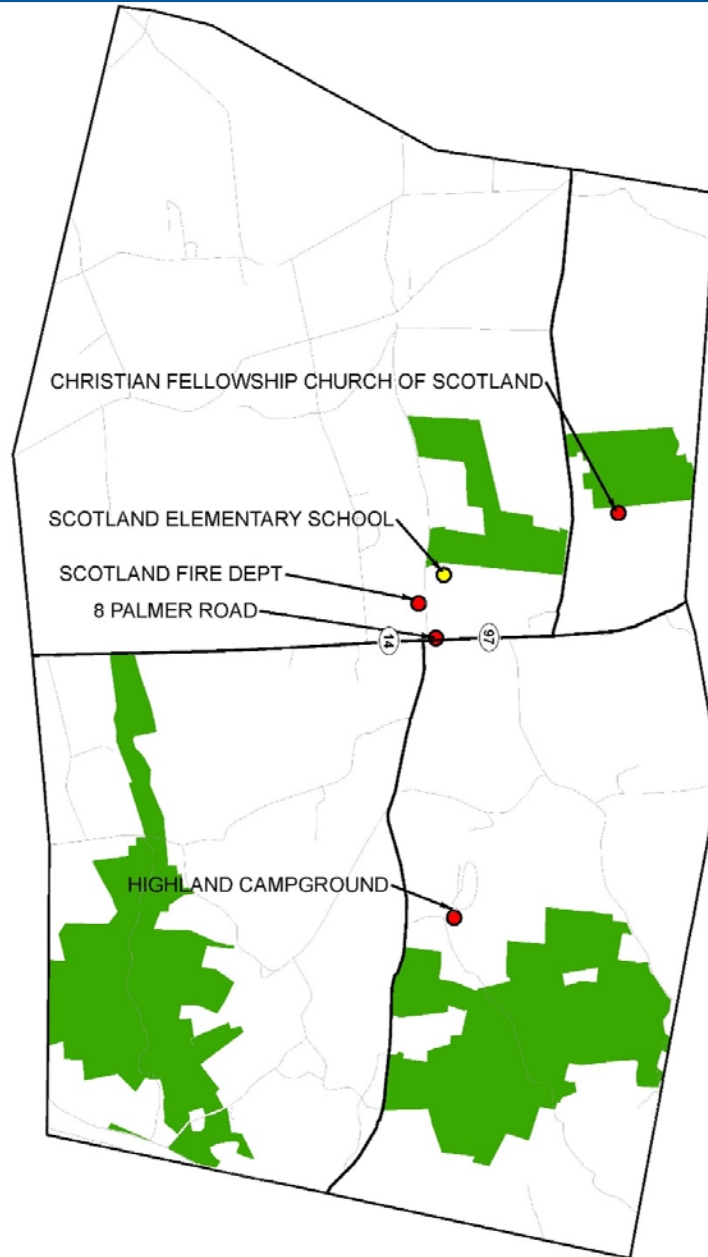 CHRISTIAN FELLOWSHIP CHURCH OF SCOTLAND
SCOTLAND ELEMENTARY SCHOOL
SCOTLAND FIRE DEPT
8 PALMER ROAD
14
97
HIGHLAND CAMPGROUND